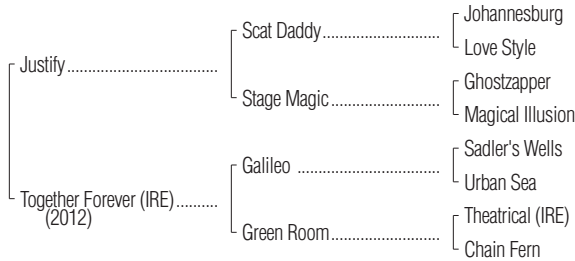 Johannesburg
Scat Daddy......................
Love Style
Justify.............................
Ghostzapper
Stage Magic....................
Magical Illusion
Sadler's Wells
Galileo ...........................
Urban Sea
Together Forever (IRE)........
(2012)
Theatrical (IRE)
Green Room....................
Chain Fern